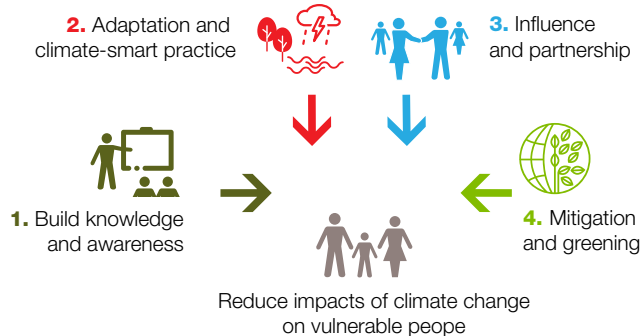 2. Adaptation and
climate-smart practice
3. Influence
and partnership
1. Build knowledge
and awareness
4. Mitigation
and greening
Reduce impacts of climate change
on vulnerable peope